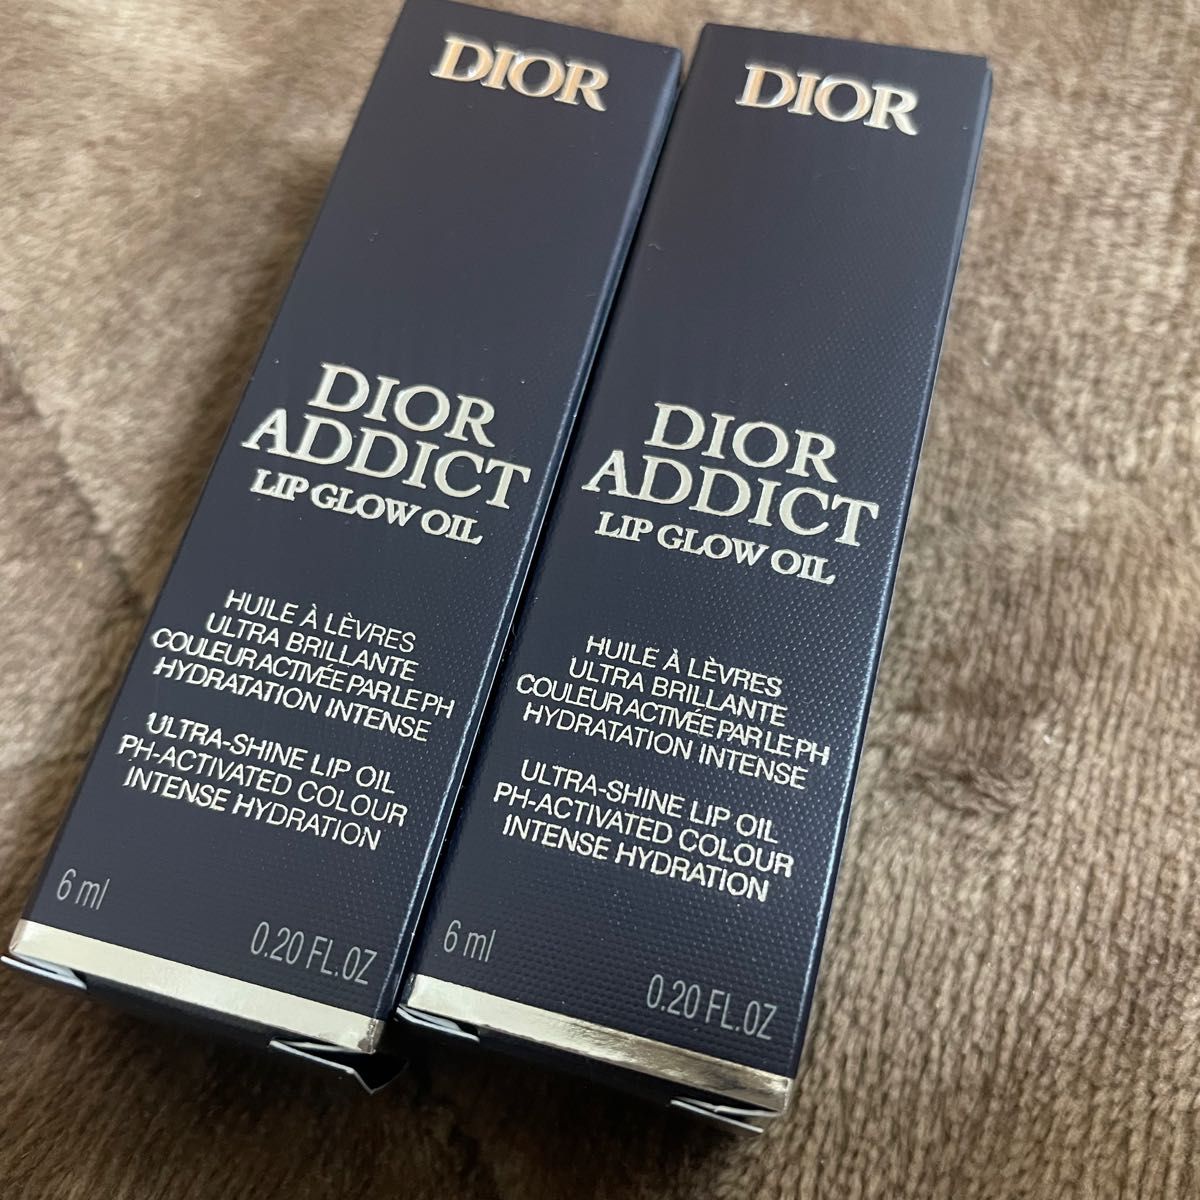 DIOR
DIOR
ADDICT
LIP GLOW OIL
HUILE À LÈVRES
ULTRA BRILLANTE
COULEUR ACTIVÉE PAR LE PH
HYDRATATION INTENSE
ULTRA-SHINE LIP OIL
PH-ACTIVATED COLOUR
INTENSE HYDRATION
6 ml
0.20 FL.OZ
DIOR
DIOR
ADDICT
LIP GLOW OIL
HUILE À LÈVRES
ULTRA BRILLANTE
COULEUR ACTIVÉE PAR LE PH
HYDRATATION INTENSE
ULTRA-SHINE LIP OIL
PH-ACTIVATED COLOUR
INTENSE HYDRATION
6 ml
0.20 FL.OZ